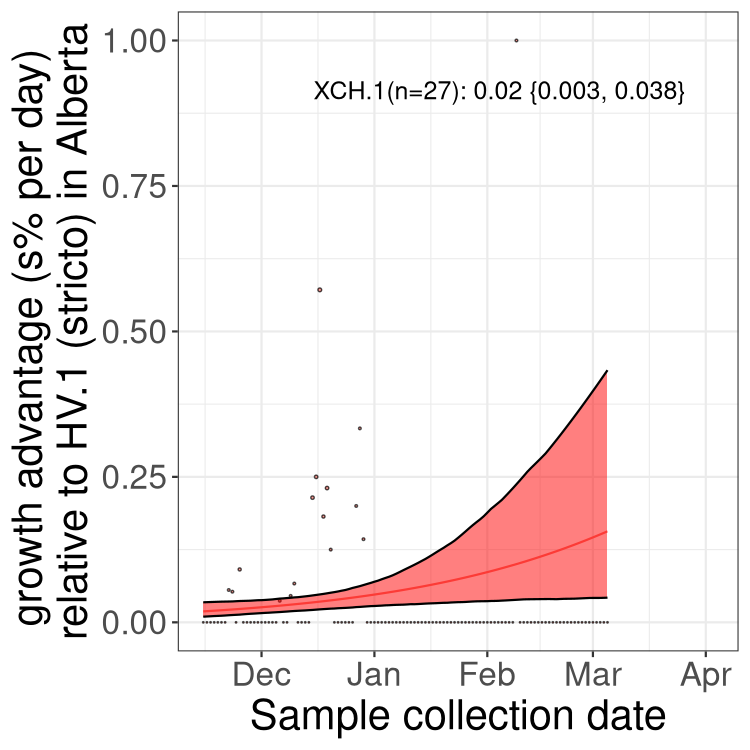 growth advantage (s% per day)
relative to HV.1 (stricto) in Alberta
1.00
0.75
0.50
0.25
0.00
XCH.1(n=27): 0.02 {0.003, 0.038}
Dec Jan Feb Mar Apr
Sample collection date